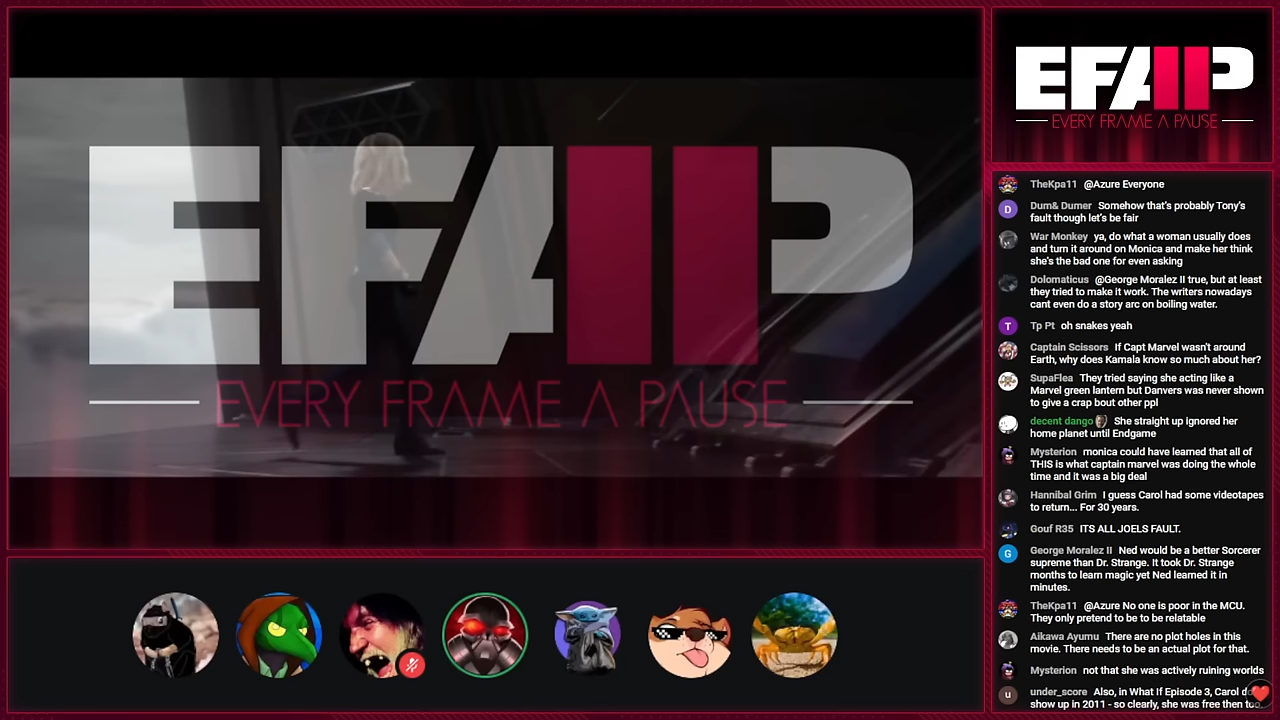 EFAP
EVERY FRAME A PAUSE
EFAP
EVERY FRAME A PAUSE
TheKpa11 @Azure Everyone
D
Dum& Dumer Somehow that's probably Tony's
fault though let's be fair
War Monkey ya, do what a woman usually does
and turn it around on Monica and make her think
she's the bad one for even asking
Dolomaticus @George Moralez II true, but at least
they tried to make it work. The writers nowadays
cant even do a story arc on boiling water.
T
Tp Pt oh snakes yeah
Captain Scissors If Capt Marvel wasn't around
Earth, why does Kamala know so much about her?
SupaFlea They tried saying she acting like a
Marvel green lantern but Danvers was never shown
to give a crap bout other ppl
decent dango She straight up ignored her
home planet until Endgame
Mysterion monica could have learned that all of
THIS is what captain marvel was doing the whole
time and it was a big deal
Hannibal Grim I guess Carol had some videotapes
to return... For 30 years.
Gouf R35 ITS ALL JOELS FAULT.
G
George Moralez II Ned would be a better Sorcerer
supreme than Dr. Strange. It took Dr. Strange
months to learn magic yet Ned learned it in
minutes.
TheKpa11 @Azure No one is poor in the MCU.
They only pretend to be to be relatable
Aikawa Ayumu There are no plot holes in this
movie. There needs to be an actual plot for that.
Mysterion not that she was actively ruining worlds
u
under_score Also, in What If Episode 3, Carol
show up in 2011 - so clearly, she was free then